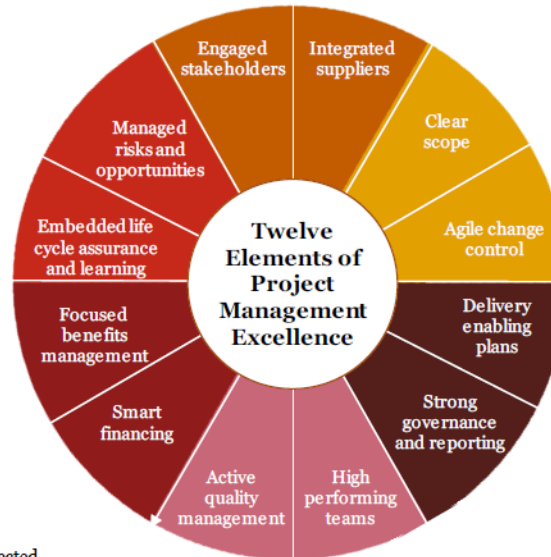 Twelve
Elements of
Project
Management
Excellence
Engaged
stakeholders
Integrated
suppliers
Clear
scope
Agile change
control
Delivery
enabling
plans
Strong
governance
and reporting
High
performing
teams
Active
quality
management
Smart
financing
Focused
benefits
management
Embedded life
cycle assurance
and learning
Managed
risks and
opportunities